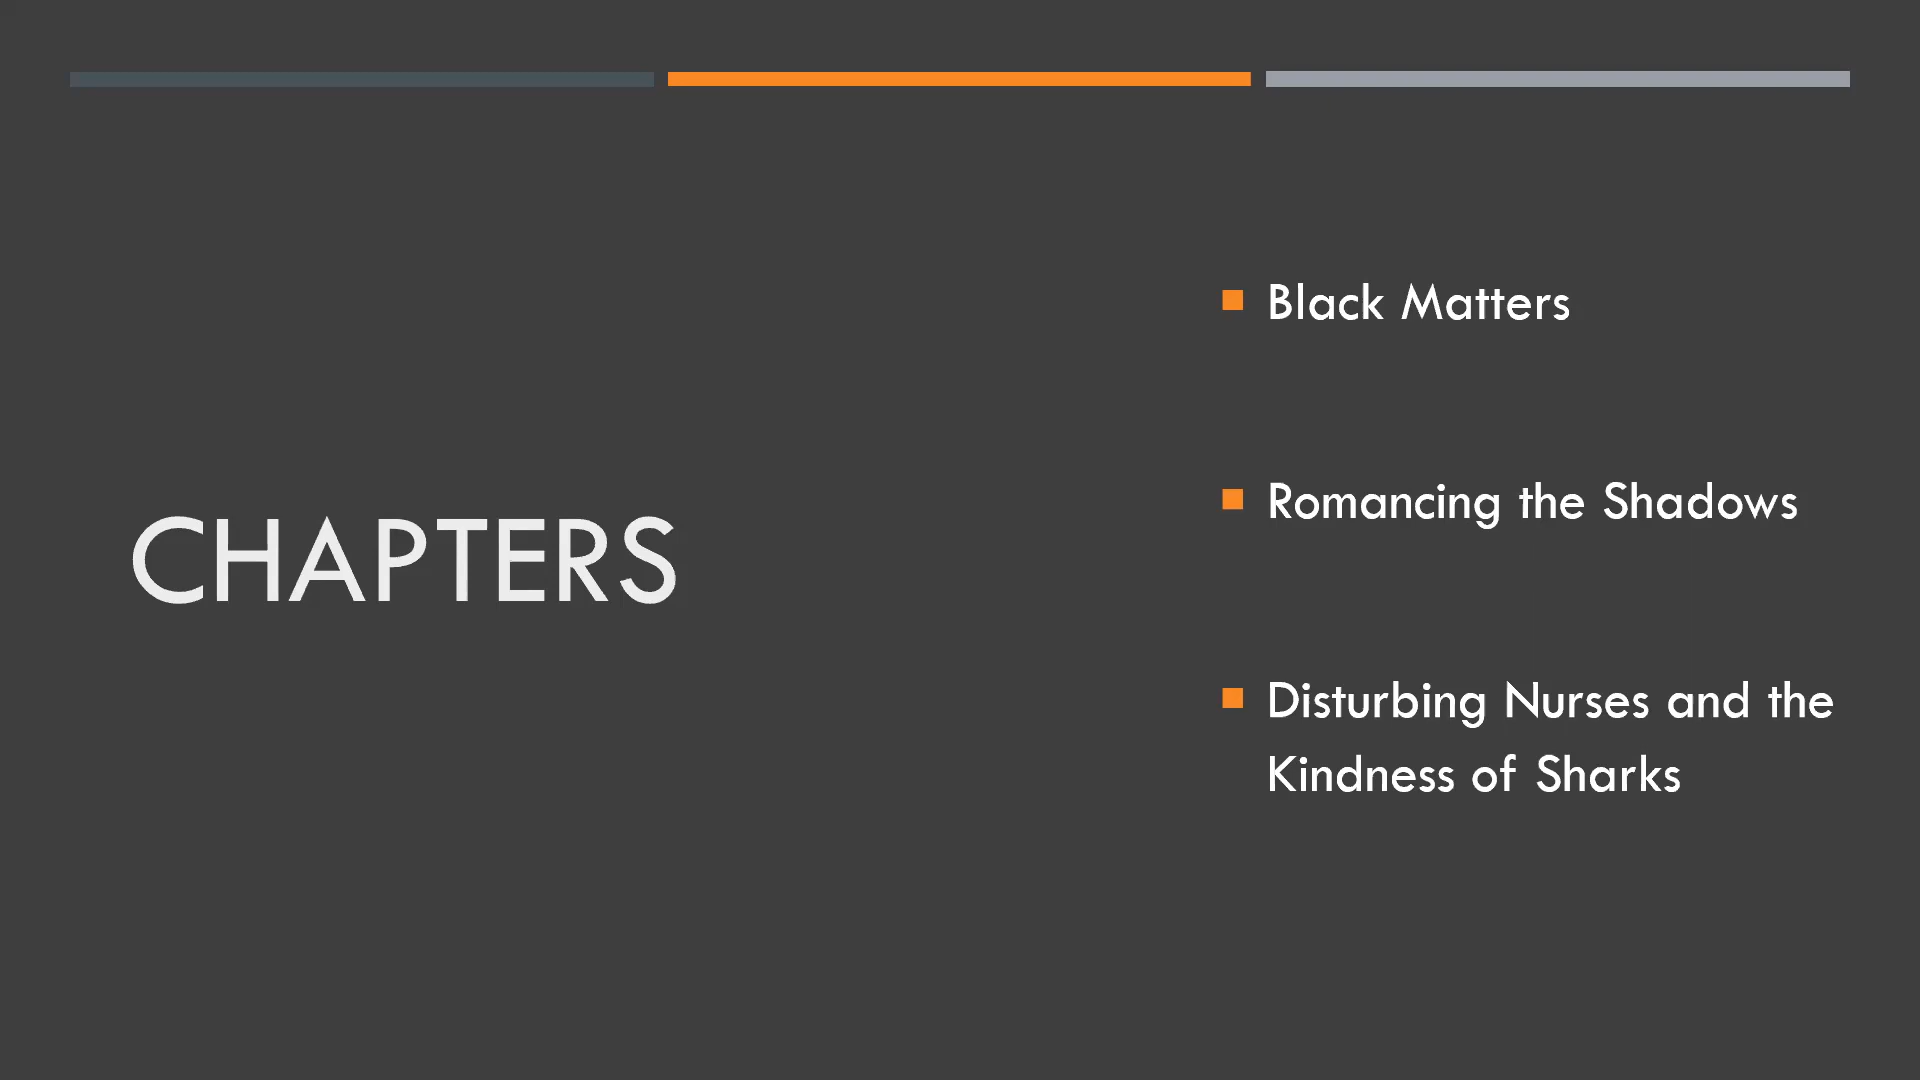 CHAPTERS
Black Matters
Romancing the Shadows
Disturbing Nurses and the
Kindness of Sharks